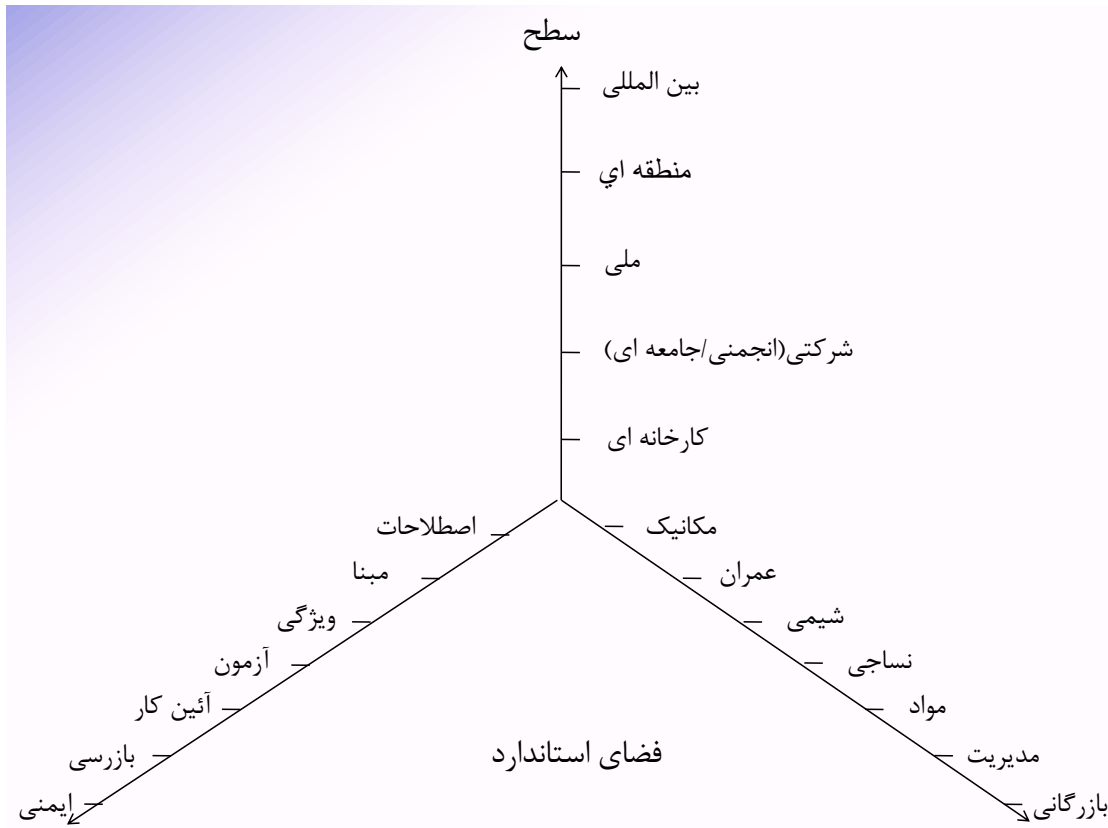 سطح
بین المللی
منطقه اي
ملی
شرکتی(انجمنی/جامعه ای)
کارخانه ای
مکانیک
عمران
شیمی
نساجی
مواد
مدیریت
بازرگانی
اصطلاحات
مبنا
ویژگی
آزمون
آئین کار
بازرسی
ایمنی
فضای استاندارد